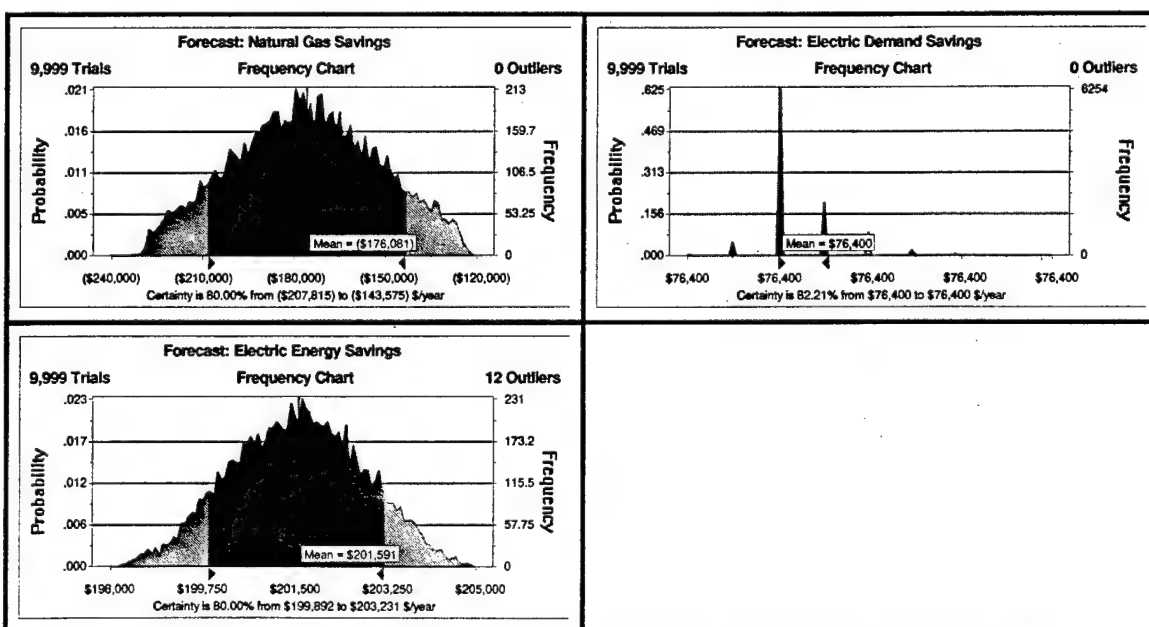 Forecast: Natural Gas Savings
9,999 Trials Frequency Chart 0 Outliers
.021 213
.016 159.7
.011 106.5
.005 53.25
.000 0
Probability
Frequency
Mean = ($176,081)
($240,000) ($210,000) ($180,000) ($150,000) ($120,000)
Certainty is 80.00% from ($207,815) to ($143,575) $/year
Forecast: Electric Demand Savings
9,999 Trials Frequency Chart 0 Outliers
.625 6254
.469
.313
.156
.000 0
Probability
Frequency
Mean = $76,400
$76,400 $76,400 $76,400 $76,400 $76,400
Certainty is 82.21% from $76,400 to $76,400 $/year
Forecast: Electric Energy Savings
9,999 Trials Frequency Chart 12 Outliers
.023 231
.017 173.2
.012 115.5
.006 57.75
.000 0
Probability
Frequency
Mean = $201,591
$196,000 $199,750 $201,500 $203,250 $205,000
Certainty is 80.00% from $199,892 to $203,231 $/year